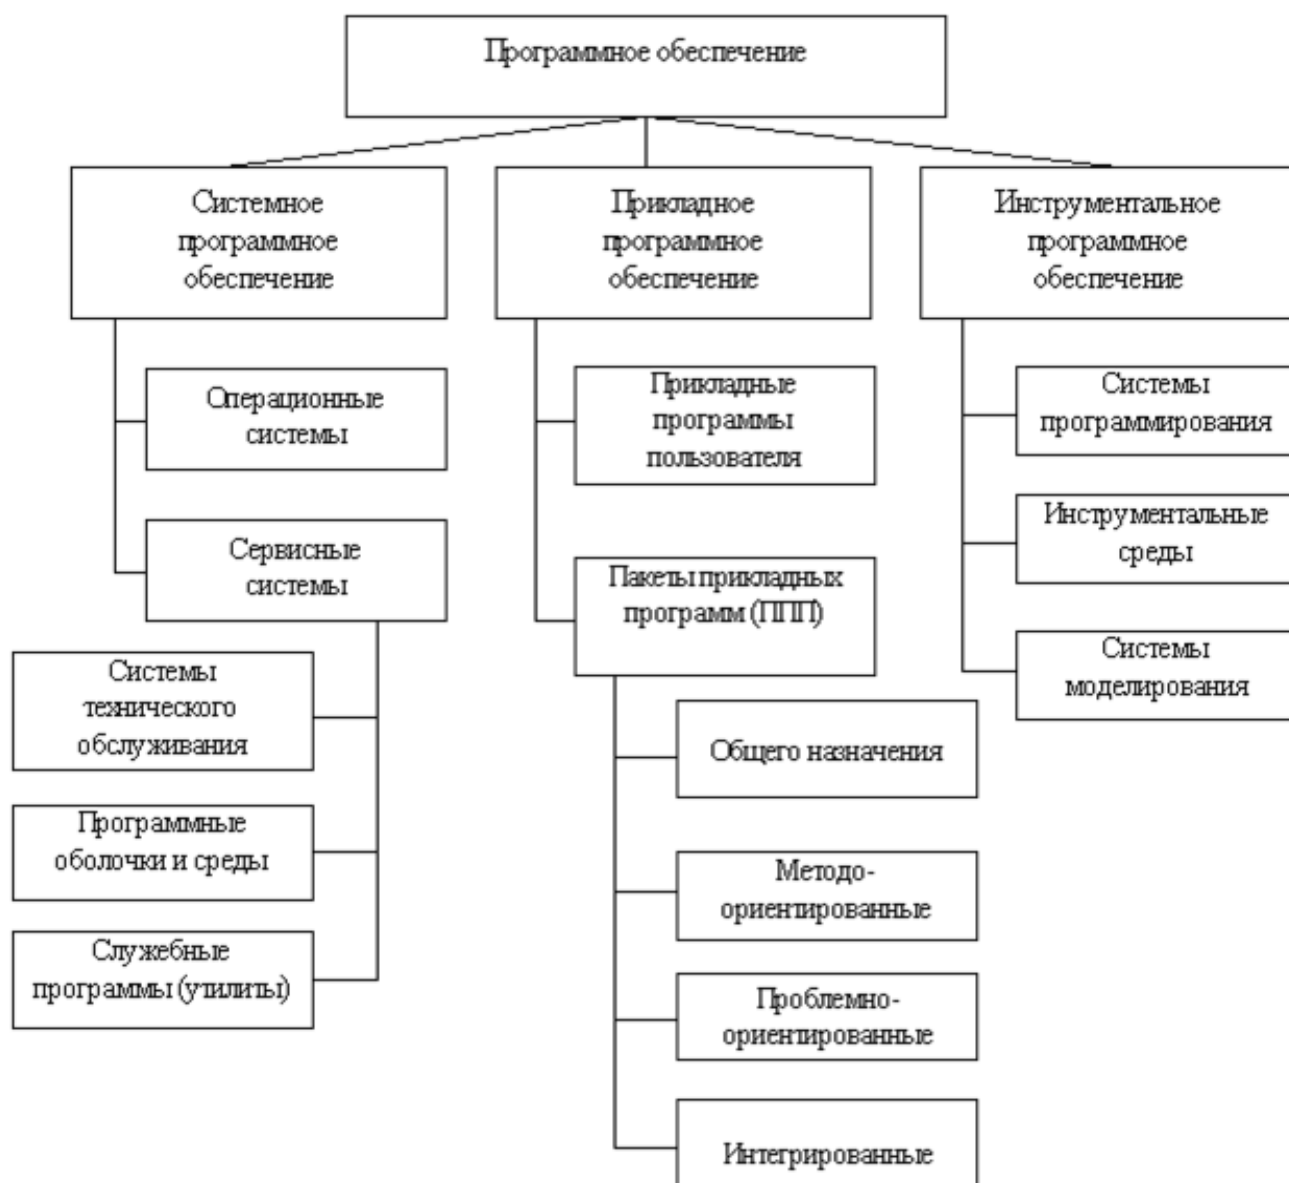 Программное обеспечение
Системное
программное
обеспечение
Прикладное
программное
обеспечение
Инструментальное
программное
обеспечение
Операционные
системы
Сервисные
системы
Системы
технического
обслуживания
Программные
оболочки и среды
Служебные
программы (утилиты)
Прикладные
программы
пользователя
Пакеты прикладных
программ (ППП)
Общего назначения
Методо-
ориентированные
Проблемно-
ориентированные
Интегрированные
Системы
программирования
Инструментальные
среды
Системы
моделирования